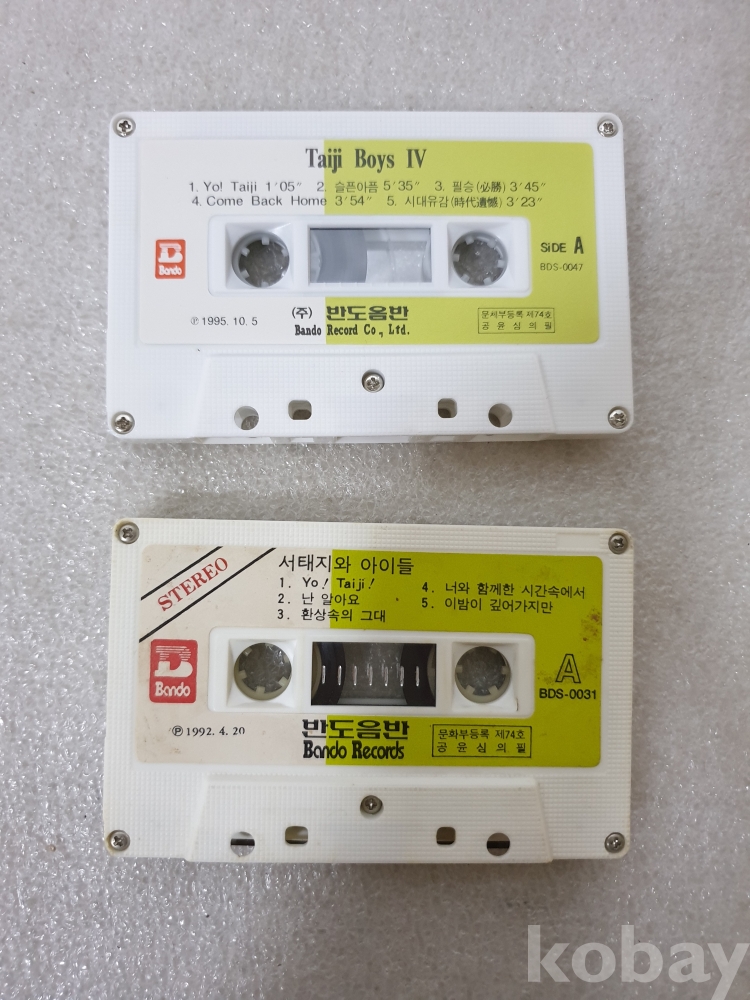 Taiji Boys IV
1. Yo! Taiji 1'05" 2. 슬픈아픔 5'35" 3. 필승(必勝) 3'45"
4. Come Back Home 3'54" 5. 시대유감(時代遺憾) 3'23"
B
Bando
SiDE A
BDS-0047
℗ 1995. 10. 5
(주) 반도음반
Bando Record Co., Ltd.
문체부등록 제74호
공 윤 심 의 필
STEREO
서태지와 아이들
1. Yo! Taiji!
2. 난 알아요
3. 환상속의 그대
4. 너와 함께한 시간속에서
5. 이밤이 깊어가지만
B
Bando
A
BDS-0031
℗ 1992. 4. 20
반도음반
Bando Records
문화부등록 제74호
공 윤 심 의 필
kobay